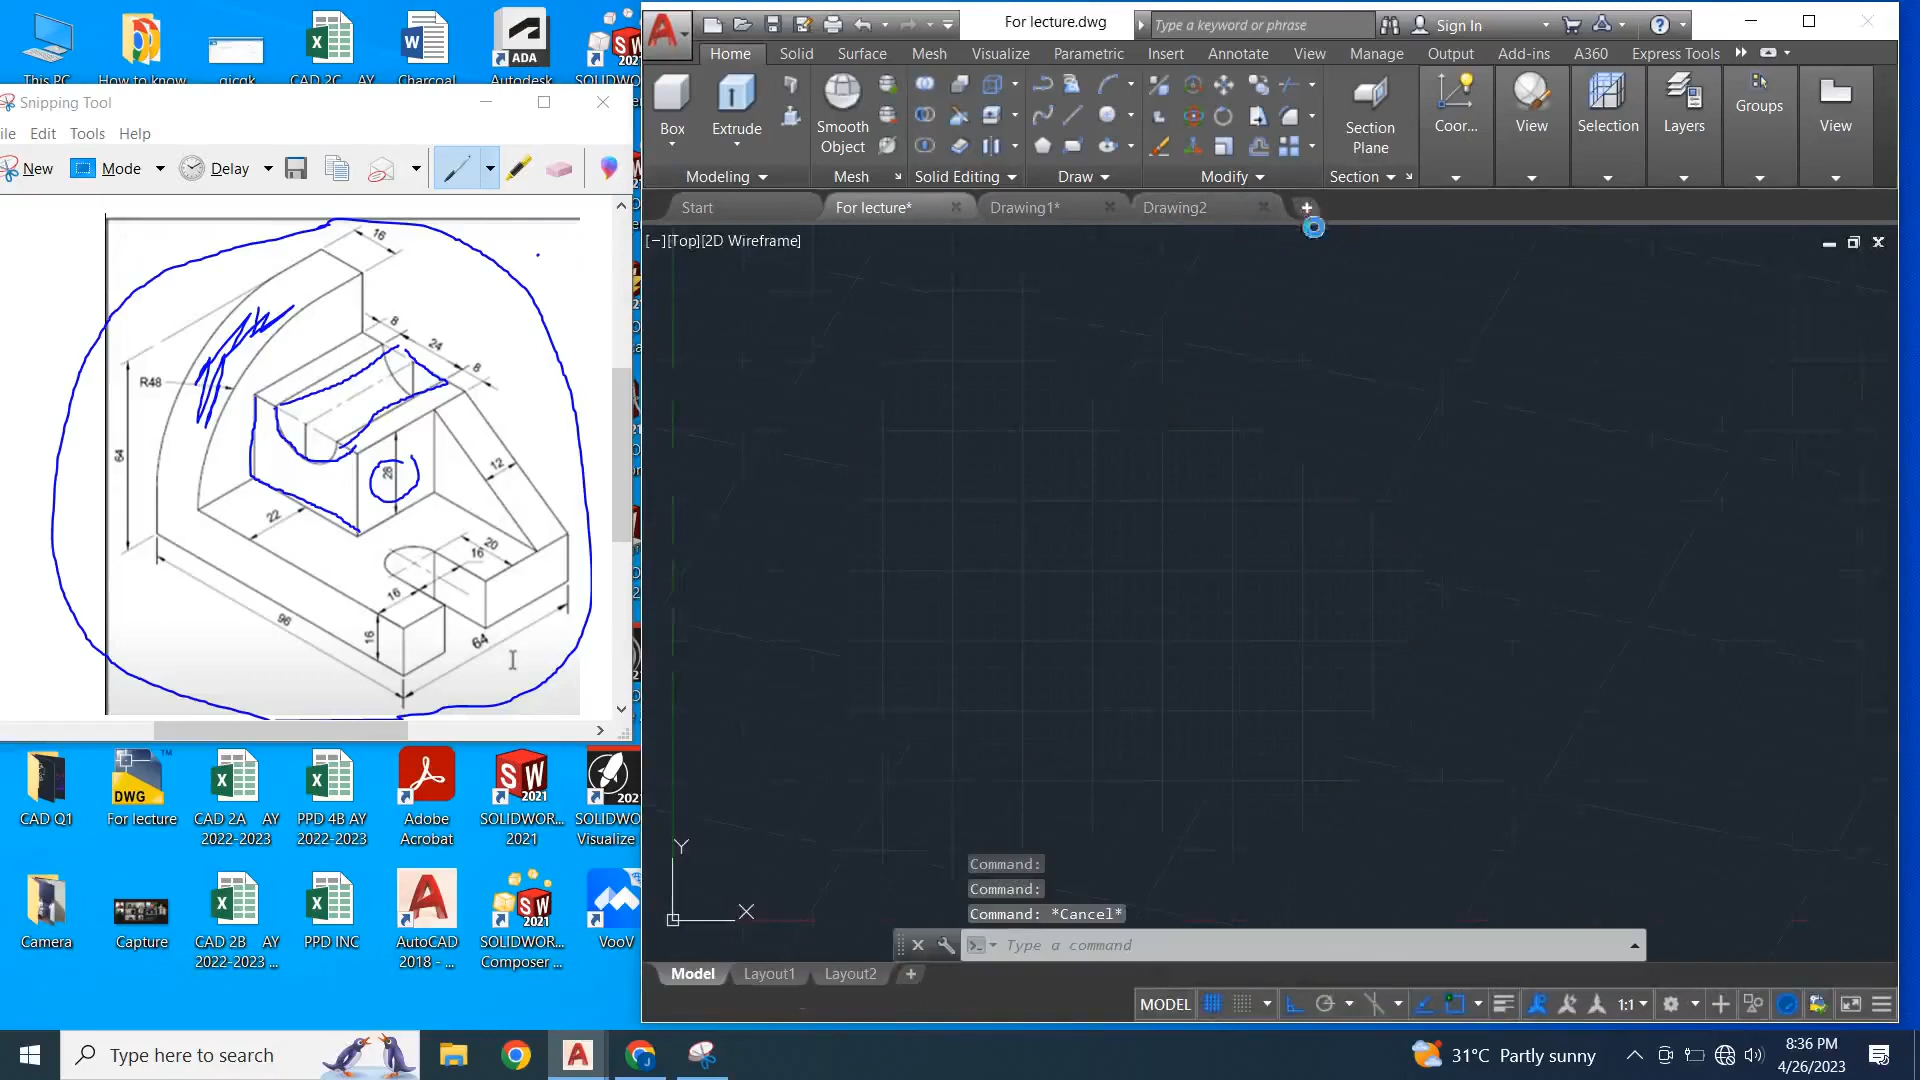 This PC
How to know
gicgk
CAD 2C AY
Charcoal
Autodesk
SOLIDWOR
Snipping Tool
ile Edit Tools Help
New Mode Delay
16
8
24
8
R48
64
28
12
22
20
16
16
96
16
64
CAD Q1
For lecture
CAD 2A AY
2022-2023
PPD 4B AY
2022-2023
Adobe
Acrobat
SOLIDWOR...
2021
SOLIDWO
Visualize
DWG
Camera
Capture
CAD 2B AY
2022-2023 ...
PPD INC
AutoCAD
2018 - ...
SOLIDWOR...
Composer ...
VooV
For lecture.dwg
Type a keyword or phrase
Sign In
Home Solid Surface Mesh Visualize Parametric Insert Annotate View Manage Output Add-ins A360 Express Tools
Box
Extrude
Smooth
Object
Section
Plane
Coor...
View
Selection
Layers
Groups
View
Modeling
Mesh
Solid Editing
Draw
Modify
Section
Start
For lecture*
Drawing1*
Drawing2
[−][Top][2D Wireframe]
Y
X
Command:
Command:
Command: *Cancel*
Type a command
Model Layout1 Layout2
MODEL
1:1
Type here to search
31°C Partly sunny
8:36 PM
4/26/2023